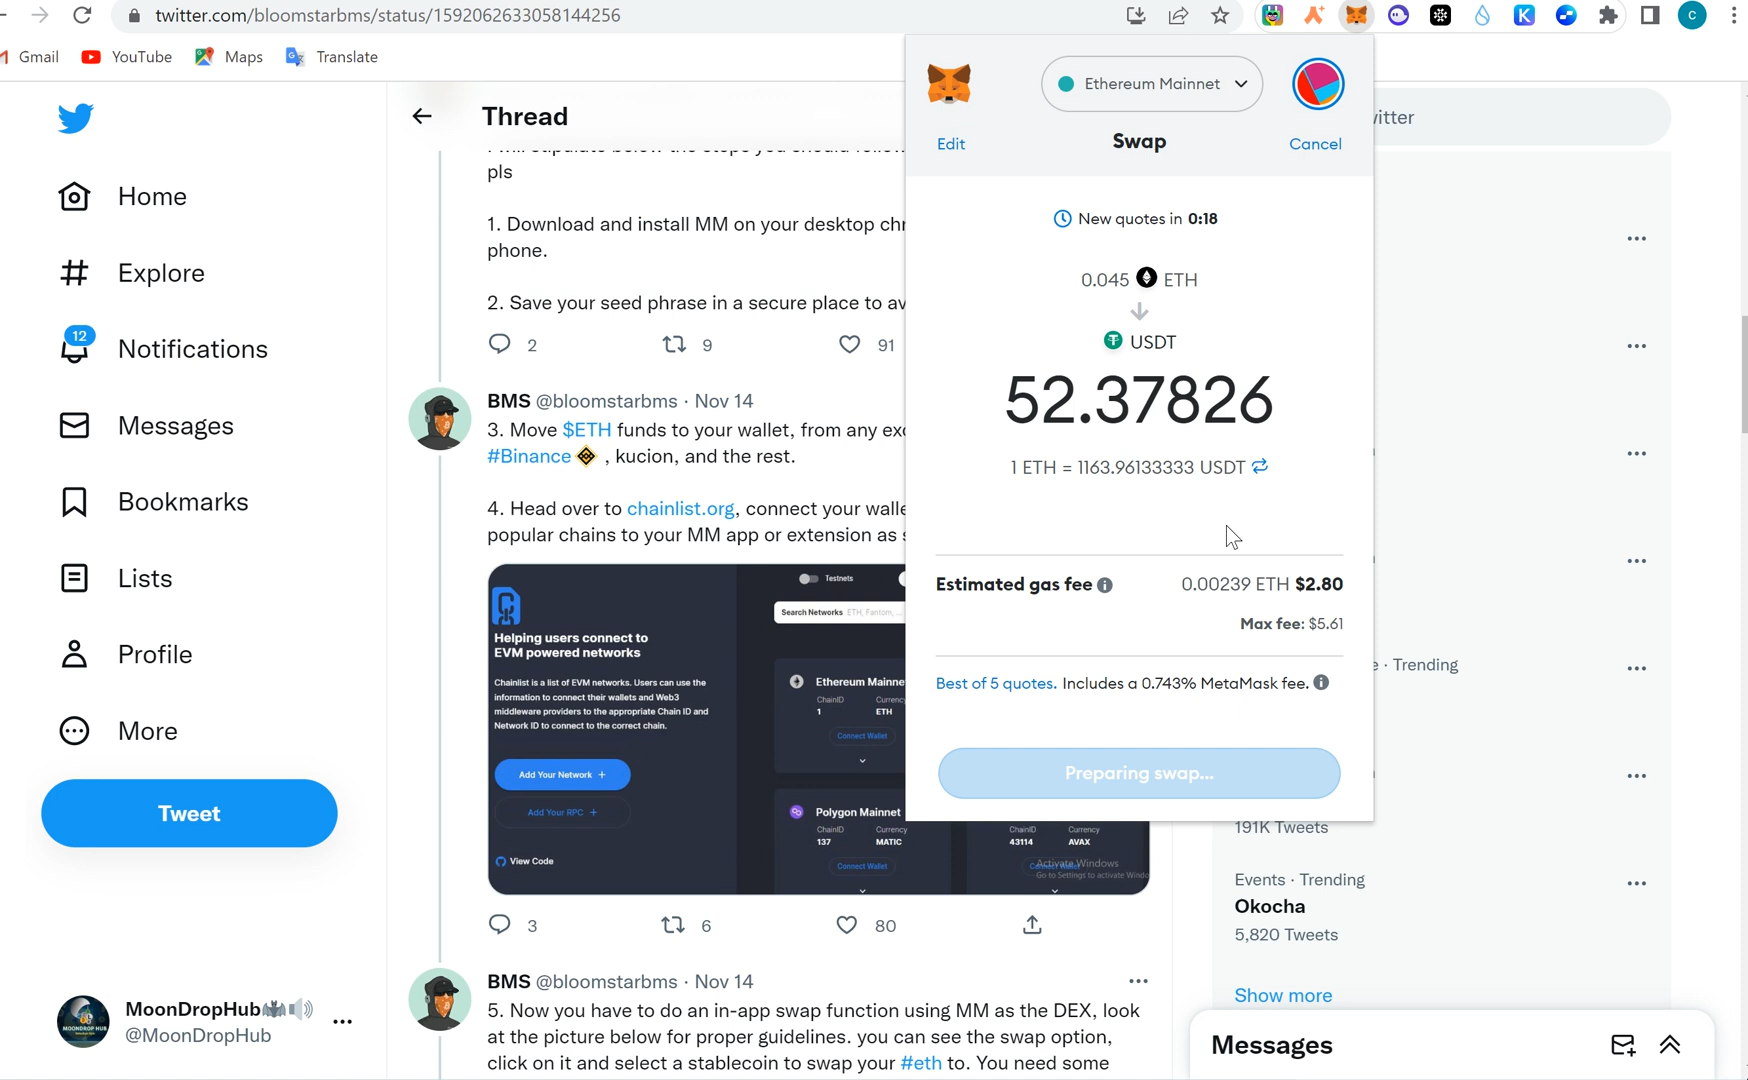 twitter.com/bloomstarbms/status/1592062633058144256
C
Gmail
YouTube
Maps
Translate
Home
Explore
12
Notifications
Messages
Bookmarks
Lists
Profile
More
Tweet
MoonDropHub
@MoonDropHub
Thread
pls
1. Download and install MM on your desktop chr
phone.
2. Save your seed phrase in a secure place to av
2
9
91
BMS @bloomstarbms · Nov 14
3. Move $ETH funds to your wallet, from any exc
#Binance , kucion, and the rest.
4. Head over to chainlist.org, connect your walle
popular chains to your MM app or extension as s
Testnets
Search Networks ETH, Fantom, ...
Helping users connect to
EVM powered networks
Chainlist is a list of EVM networks. Users can use the
information to connect their wallets and Web3
middleware providers to the appropriate Chain ID and
Network ID to connect to the correct chain.
Add Your Network +
Add Your RPC +
View Code
Ethereum Mainne
ChainID
Currency
1
ETH
Connect Wallet
Polygon Mainnet
ChainID
Currency
137
MATIC
Connect Wallet
ChainID
Currency
43114
AVAX
Activate Windows
Go to Settings to activate Windo
3
6
80
BMS @bloomstarbms · Nov 14
5. Now you have to do an in-app swap function using MM as the DEX, look
at the picture below for proper guidelines. you can see the swap option,
click on it and select a stablecoin to swap your #eth to. You need some
Ethereum Mainnet
Edit
Swap
Cancel
New quotes in 0:18
0.045 ETH
USDT
52.37826
1 ETH = 1163.96133333 USDT
Estimated gas fee
0.00239 ETH $2.80
Max fee: $5.61
Best of 5 quotes. Includes a 0.743% MetaMask fee.
Preparing swap...
witter
e · Trending
191K Tweets
Events · Trending
Okocha
5,820 Tweets
Show more
Messages